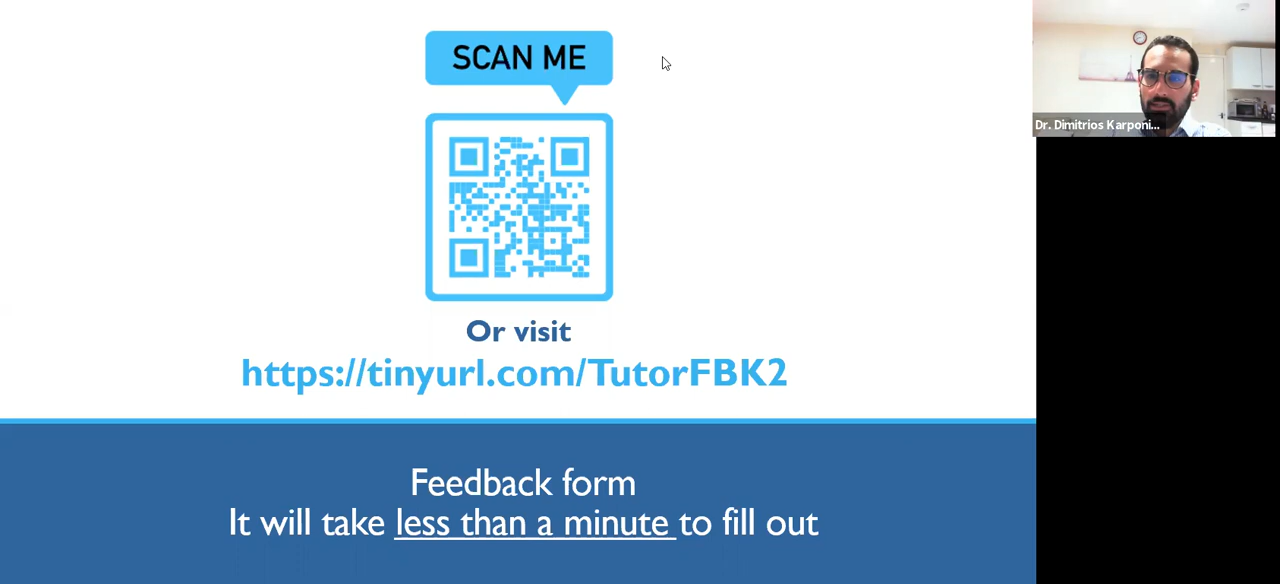 SCAN ME
Dr. Dimitrios Karponi...
Or visit
https://tinyurl.com/TutorFBK2
Feedback form
It will take less than a minute to fill out